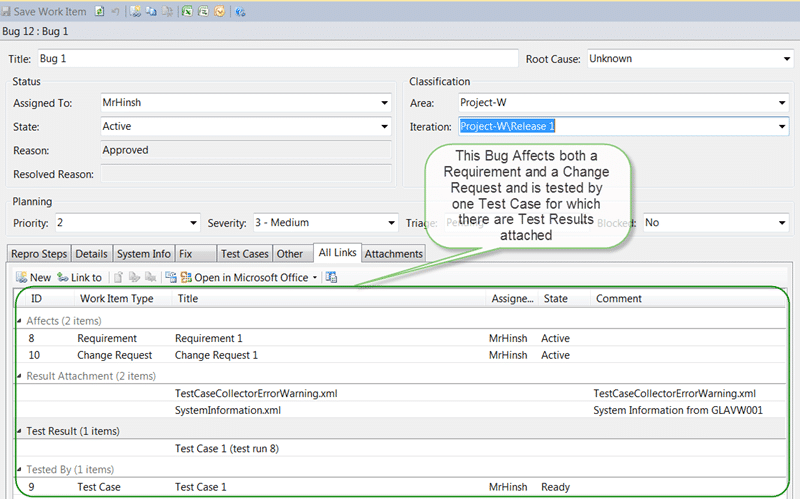 Save Work Item
Bug 12 : Bug 1
Title: Bug 1 Root Cause: Unknown
Status Classification
Assigned To: MrHinsh Area: Project-W
State: Active Iteration: Project-W\Release 1
Reason: Approved
Resolved Reason:
This Bug Affects both a
Requirement and a Change
Request and is tested by
one Test Case for which
there are Test Results
attached
Planning
Priority: 2 Severity: 3 - Medium Triage: Pending Blocked: No
Repro Steps Details System Info Fix Test Cases Other All Links Attachments
New Link to Open in Microsoft Office
ID Work Item Type Title Assigne... State Comment
Affects (2 items)
8 Requirement Requirement 1 MrHinsh Active
10 Change Request Change Request 1 MrHinsh Active
Result Attachment (2 items)
TestCaseCollectorErrorWarning.xml TestCaseCollectorErrorWarning.xml
SystemInformation.xml System Information from GLAVW001
Test Result (1 items)
Test Case 1 (test run 8)
Tested By (1 items)
9 Test Case Test Case 1 MrHinsh Ready